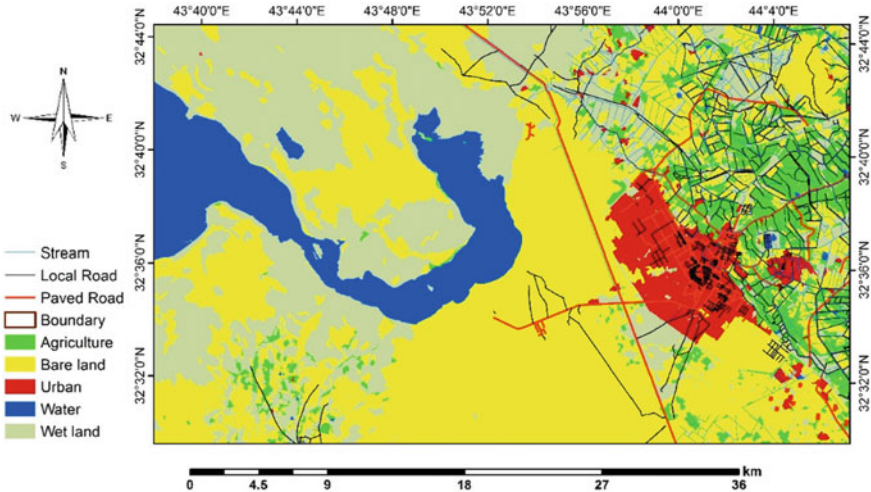 43°40'0"E 43°44'0"E 43°48'0"E 43°52'0"E 43°56'0"E 44°0'0"E 44°4'0"E
32°44'0"N
32°44'0"N
N
W E
S
32°40'0"N
32°40'0"N
32°36'0"N
32°36'0"N
32°32'0"N
32°32'0"N
Stream
Local Road
Paved Road
Boundary
Agriculture
Bare land
Urban
Water
Wet land
km
0 4.5 9 18 27 36